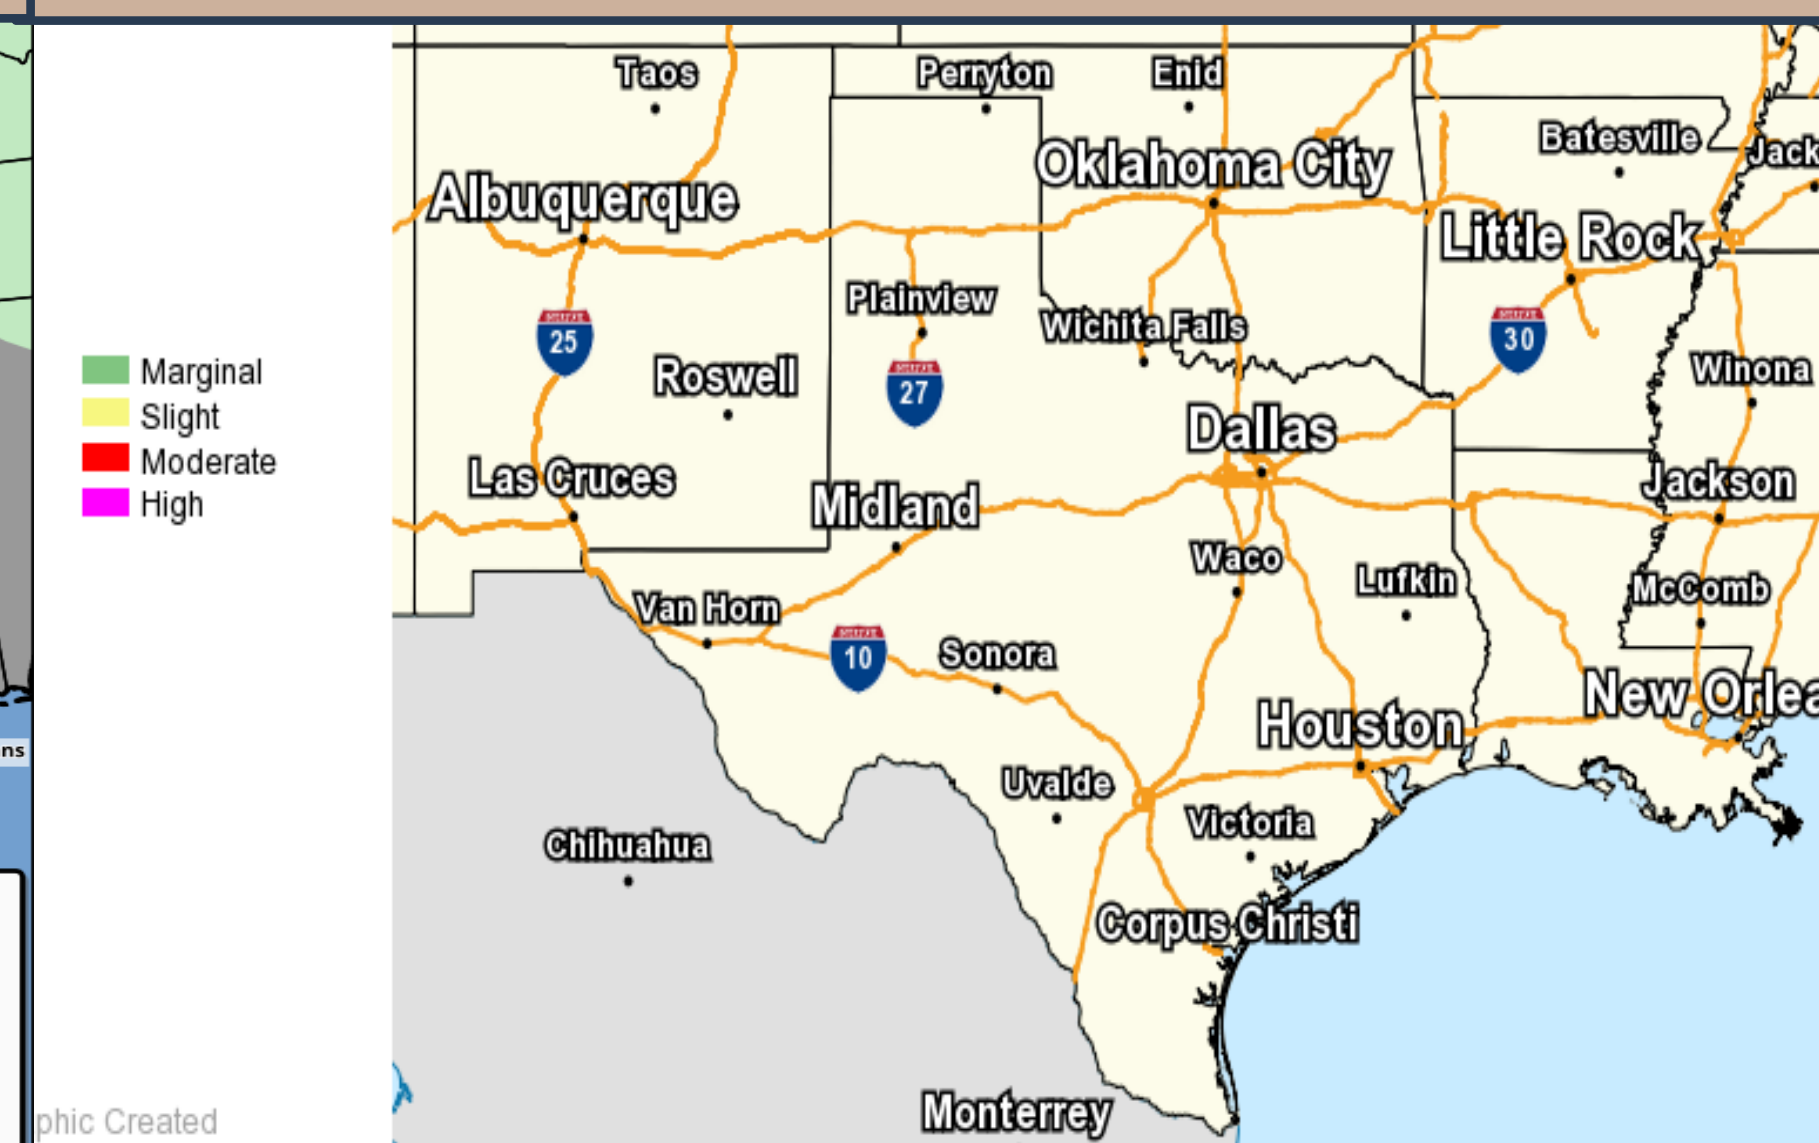 Taos
Perryton
Enid
Batesville
Jack
Oklahoma City
Albuquerque
Little Rock
Plainview
Wichita Falls
25
30
Marginal
Slight
Moderate
High
Roswell
27
Winona
Dallas
Las Cruces
Midland
Jackson
Waco
Lufkin
McComb
Van Horn
10
Sonora
New Orlea
Houston
ns
Uvalde
Victoria
Chihuahua
Corpus Christi
Monterrey
phic Created